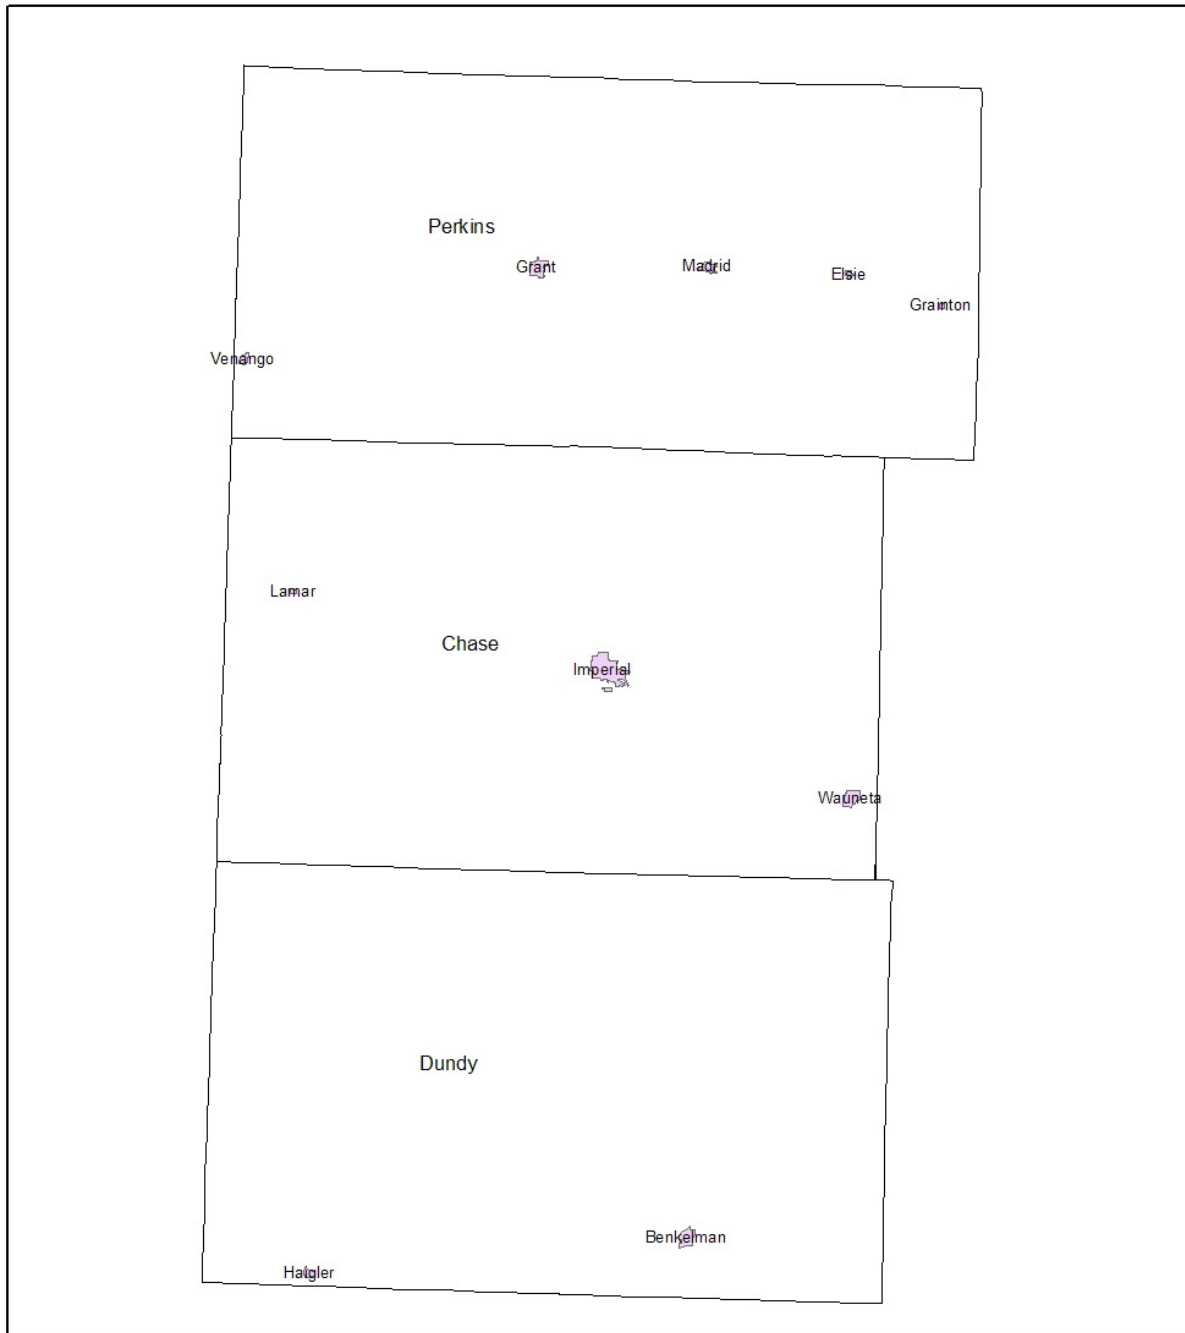 Perkins
Grant
Madrid
Elsie
Grainton
Venango
Lamar
Chase
Imperial
Wauneta
Dundy
Benkelman
Haigler